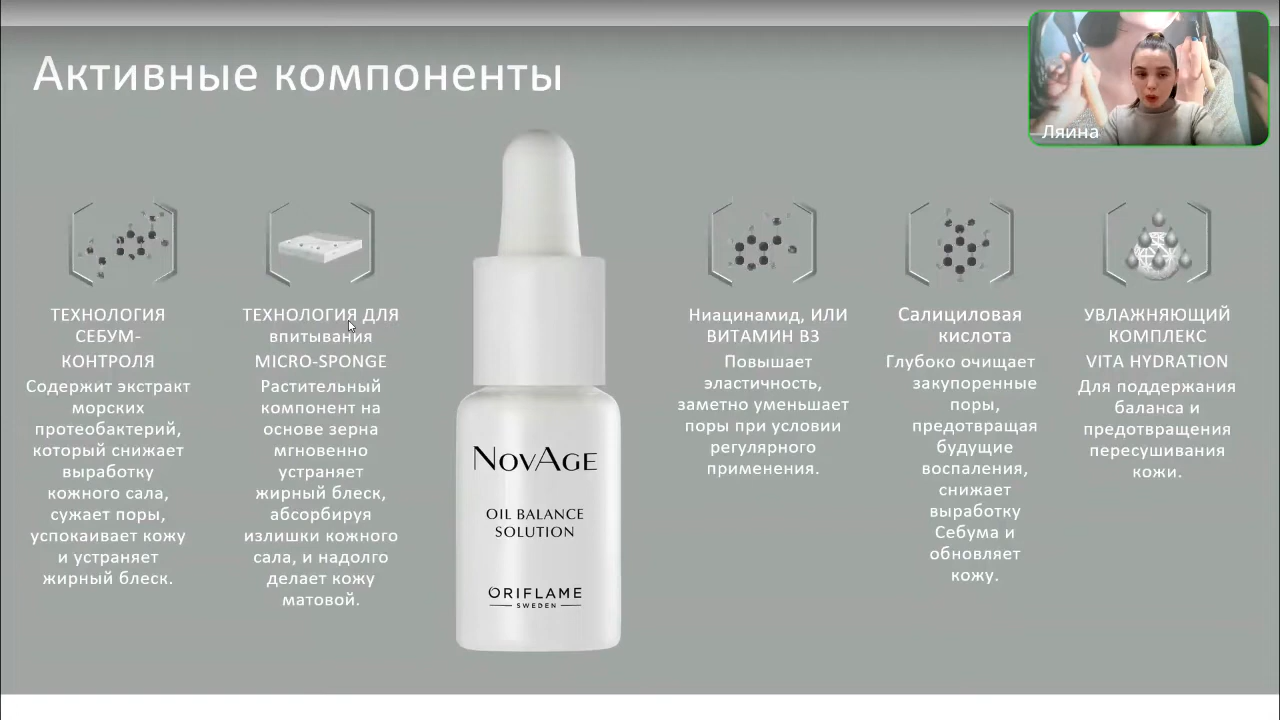 Активные компоненты
Ляина
ТЕХНОЛОГИЯ
СЕБУМ-
КОНТРОЛЯ
Содержит экстракт
морских
протеобактерий,
который снижает
выработку
кожного сала,
сужает поры,
успокаивает кожу
и устраняет
жирный блеск.
ТЕХНОЛОГИЯ ДЛЯ
впитывания
MICRO-SPONGE
Растительный
компонент на
основе зерна
мгновенно
устраняет
жирный блеск,
абсорбируя
излишки кожного
сала, и надолго
делает кожу
матовой.
NOVAGE
OIL BALANCE
SOLUTION
ORIFLAME
SWEDEN
Ниацинамид, ИЛИ
ВИТАМИН В3
Повышает
эластичность,
заметно уменьшает
поры при условии
регулярного
применения.
Салициловая
кислота
Глубоко очищает
закупоренные
поры,
предотвращая
будущие
воспаления,
снижает
выработку
Себума и
обновляет
кожу.
УВЛАЖНЯЮЩИЙ
КОМПЛЕКС
VITA HYDRATION
Для поддержания
баланса и
предотвращения
пересушивания
кожи.